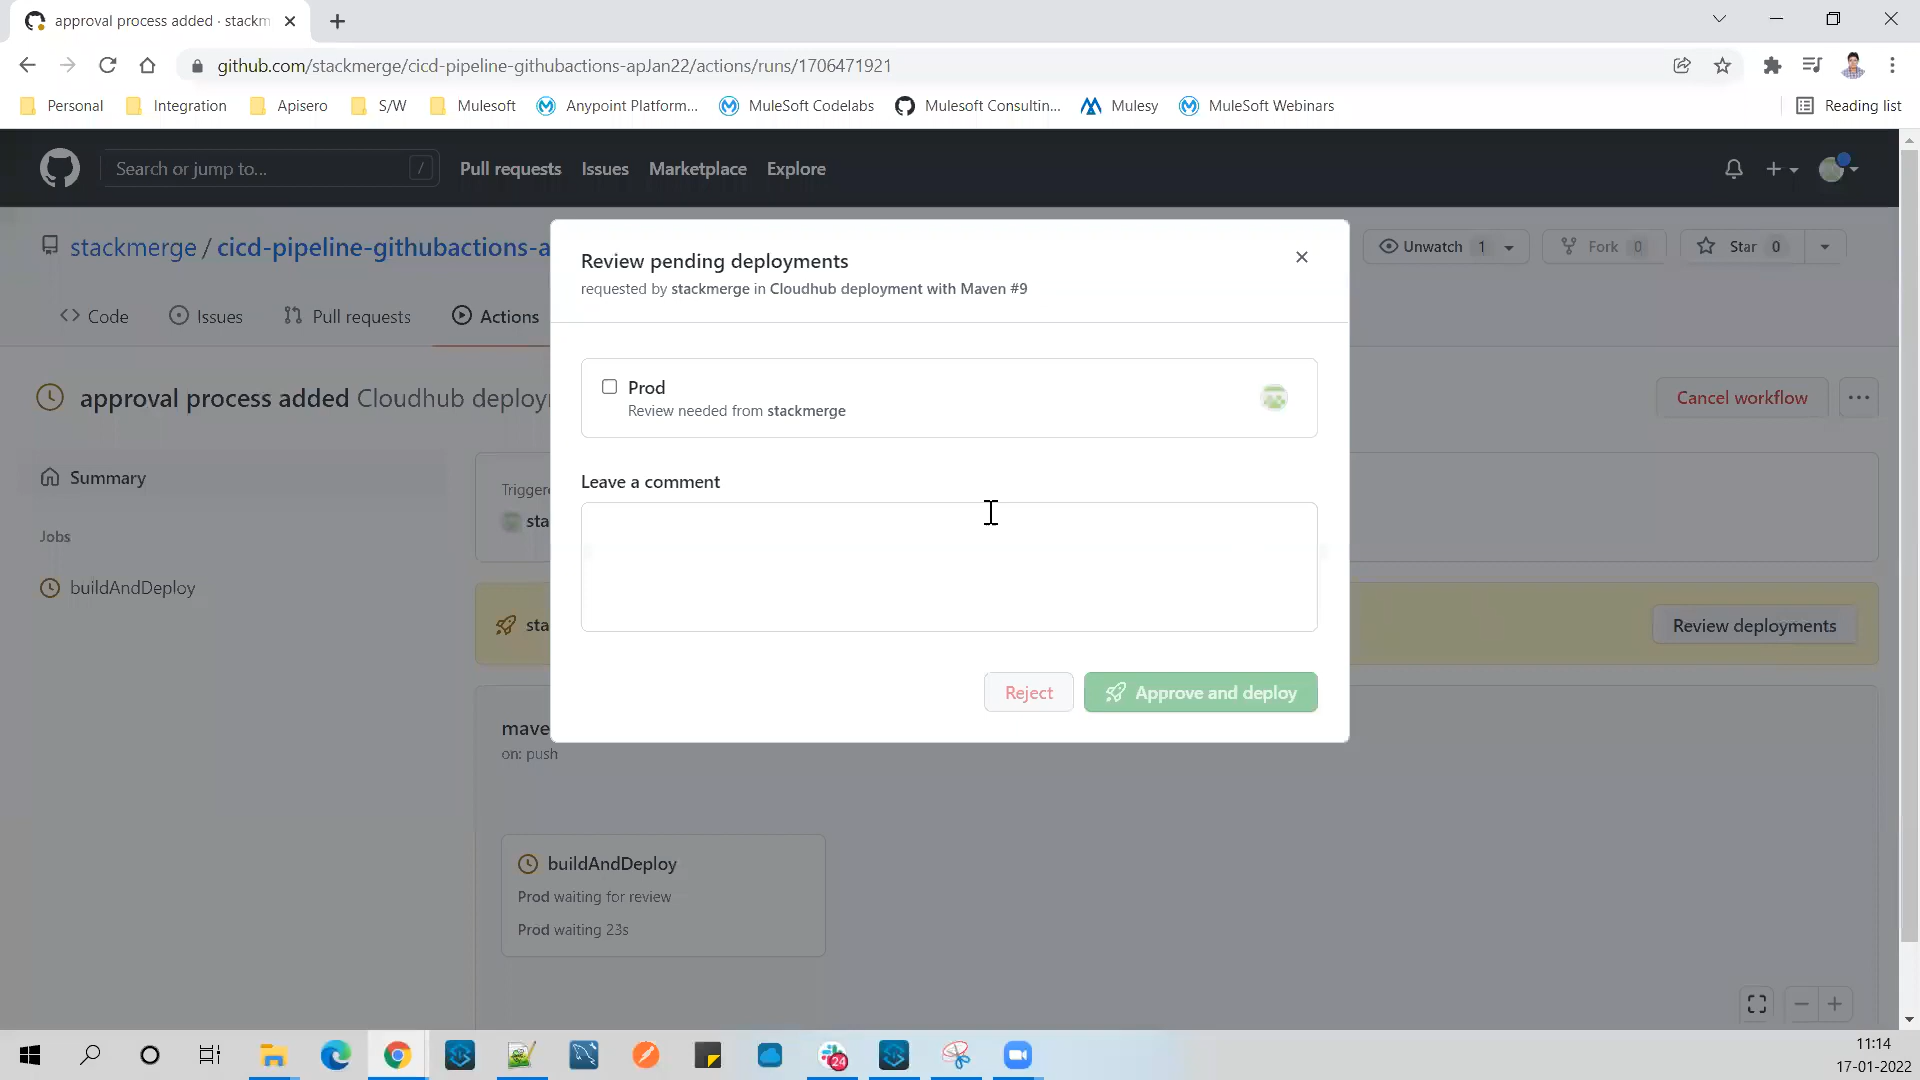 approval process added · stackm
github.com/stackmerge/cicd-pipeline-githubactions-apJan22/actions/runs/1706471921
Personal Integration Apisero S/W Mulesoft Anypoint Platform... MuleSoft Codelabs Mulesoft Consultin... Mulesy MuleSoft Webinars Reading list
Search or jump to... / Pull requests Issues Marketplace Explore
stackmerge / cicd-pipeline-githubactions-a Unwatch 1 Fork 0 Star 0
Code Issues Pull requests Actions
Review pending deployments
requested by stackmerge in Cloudhub deployment with Maven #9
Prod
Review needed from stackmerge
Leave a comment
Reject Approve and deploy
approval process added Cloudhub deploy Cancel workflow
Summary
Jobs
buildAndDeploy
Triggere
sta
sta Review deployments
mave
on: push
buildAndDeploy
Prod waiting for review
Prod waiting 23s
24
11:14
17-01-2022